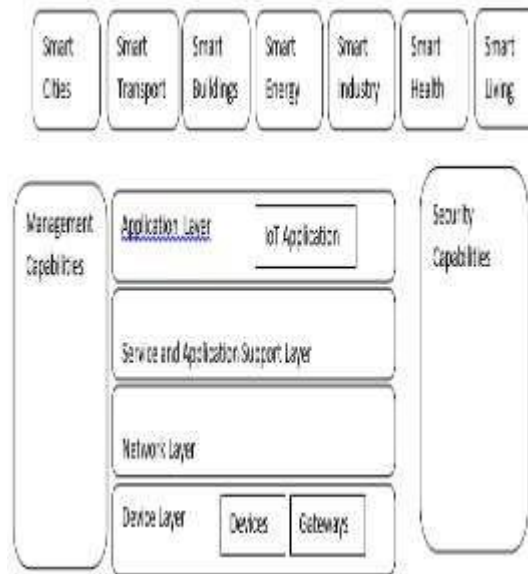 Smart
Cities
Smart
Transport
Smart
Buildings
Smart
Energy
Smart
Industry
Smart
Health
Smart
Living
Management
Capabilities
Application Layer
IoT Application
Service and Application Support Layer
Network Layer
Device Layer
Devices
Gateways
Security
Capabilities